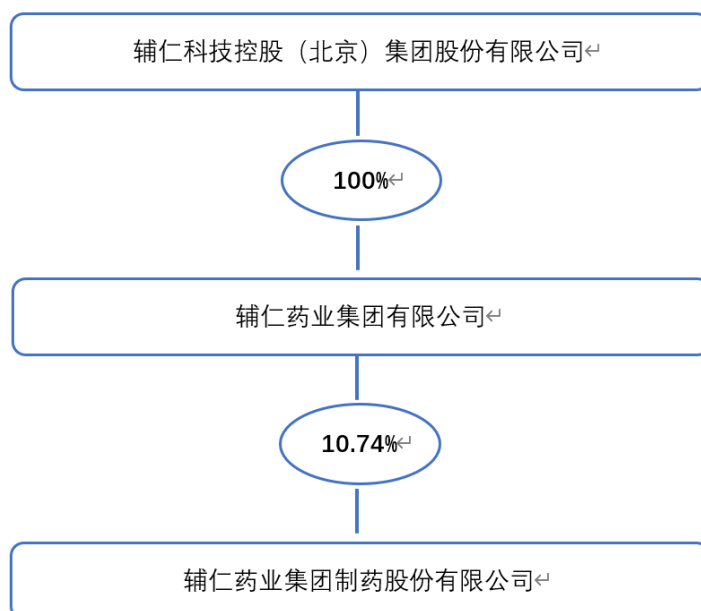 辅仁科技控股（北京）集团股份有限公司↵
100%↵
辅仁药业集团有限公司↵
10.74%↵
辅仁药业集团制药股份有限公司↵